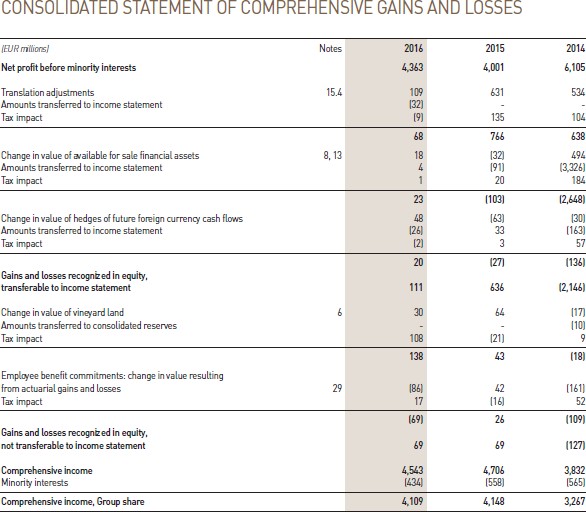 CONSOLIDATED STATEMENT OF COMPREHENSIVE GAINS AND LOSSES
(EUR millions) Notes 2016 2015 2014
Net profit before minority interests 4,363 4,001 6,105
Translation adjustments 15.4 109 631 534
Amounts transferred to income statement (32) - -
Tax impact (9) 135 104
68 766 638
Change in value of available for sale financial assets 8, 13 18 (32) 494
Amounts transferred to income statement 4 (91) (3,326)
Tax impact 1 20 184
23 (103) (2,648)
Change in value of hedges of future foreign currency cash flows 48 (63) (30)
Amounts transferred to income statement (26) 33 (163)
Tax impact (2) 3 57
20 (27) (136)
Gains and losses recognized in equity,
transferable to income statement 111 636 (2,146)
Change in value of vineyard land 6 30 64 (17)
Amounts transferred to consolidated reserves - - (10)
Tax impact 108 (21) 9
138 43 (18)
Employee benefit commitments: change in value resulting
from actuarial gains and losses 29 (86) 42 (161)
Tax impact 17 (16) 52
(69) 26 (109)
Gains and losses recognized in equity,
not transferable to income statement 69 69 (127)
Comprehensive income 4,543 4,706 3,832
Minority interests (434) (558) (565)
Comprehensive income, Group share 4,109 4,148 3,267